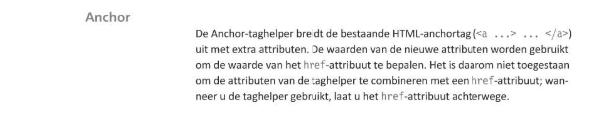 Anchor
De Anchor-taghelper breidt de bestaande HTML-anchortag (<a ...> ... </a>)
uit met extra attributen. De waarden van de nieuwe attributen worden gebruikt
om de waarde van het href-attribuut te bepalen. Het is daarom niet toegestaan
om de attributen van de taghelper te combineren met een href-attribuut; wan-
neer u de taghelper gebruikt, laat u het href-attribuut achterwege.